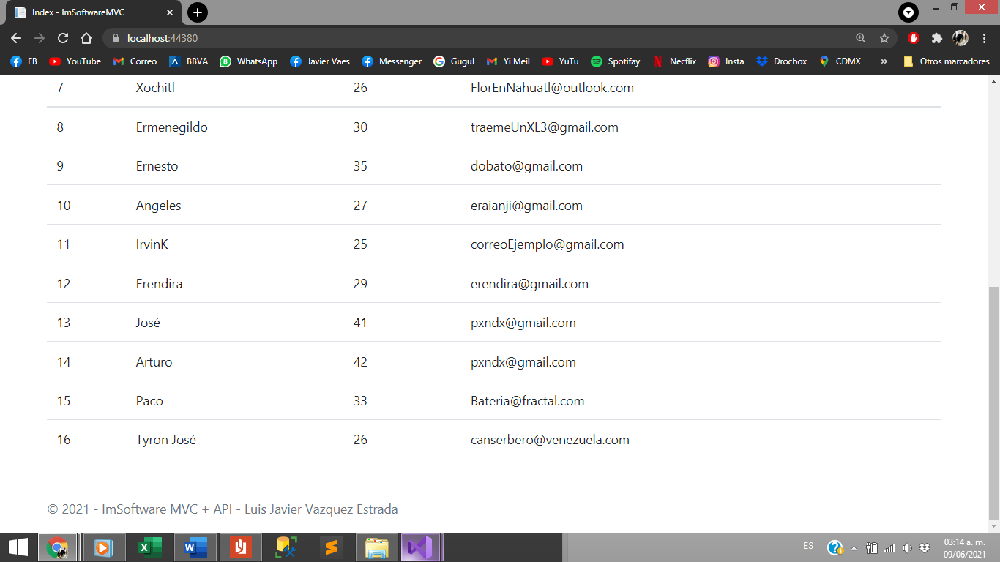 Index - ImSoftwareMVC
localhost:44380
FB YouTube Correo BBVA WhatsApp Javier Vaes Messenger Gugul Yi Meil YuTu Spotifay Necflix Insta Drocbox CDMX » Otros marcadores
7 Xochitl 26 FlorEnNahuatl@outlook.com
8 Ermenegildo 30 traemeUnXL3@gmail.com
9 Ernesto 35 dobato@gmail.com
10 Angeles 27 eraianji@gmail.com
11 IrvinK 25 correoEjemplo@gmail.com
12 Erendira 29 erendira@gmail.com
13 José 41 pxndx@gmail.com
14 Arturo 42 pxndx@gmail.com
15 Paco 33 Bateria@fractal.com
16 Tyron José 26 canserbero@venezuela.com
© 2021 - ImSoftware MVC + API - Luis Javier Vazquez Estrada
ES 03:14 a. m.
09/06/2021